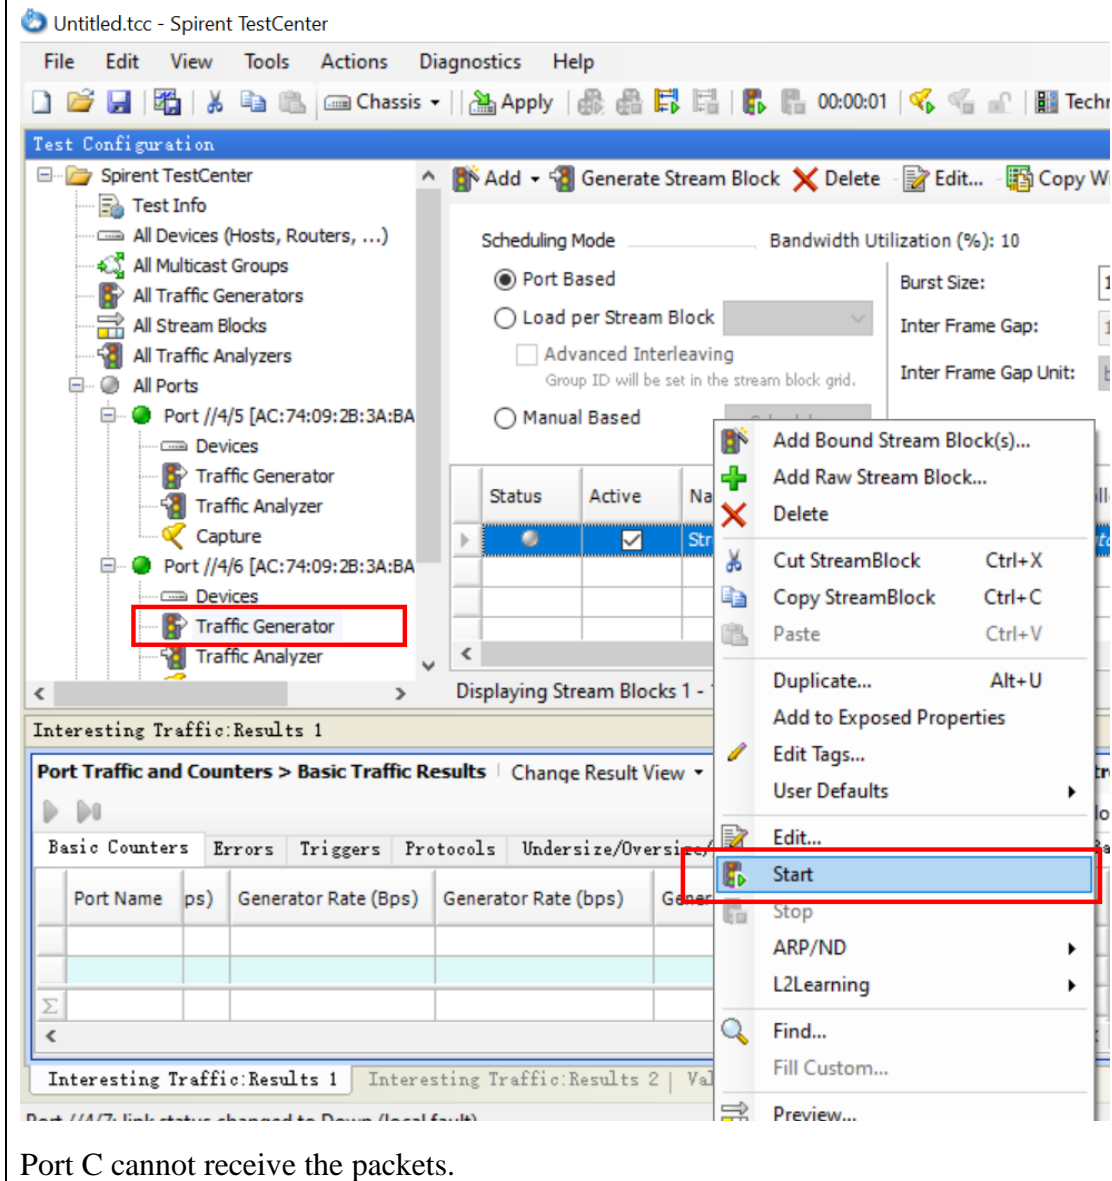 Untitled.tcc - Spirent TestCenter
File Edit View Tools Actions Diagnostics Help
Chassis Apply 00:00:01
Test Configuration
Spirent TestCenter
Test Info
All Devices (Hosts, Routers, ...)
All Multicast Groups
All Traffic Generators
All Stream Blocks
All Traffic Analyzers
All Ports
Port //4/5 [AC:74:09:2B:3A:BA
Devices
Traffic Generator
Traffic Analyzer
Capture
Port //4/6 [AC:74:09:2B:3A:BA
Devices
Traffic Generator
Traffic Analyzer
Add Generate Stream Block Delete Edit... Copy
Scheduling Mode Bandwidth Utilization (%): 10
Port Based Burst Size:
Load per Stream Block Inter Frame Gap:
Advanced Interleaving
Group ID will be set in the stream block grid. Inter Frame Gap Unit:
Manual Based
Status Active
Displaying Stream Blocks 1 -
Add Bound Stream Block(s)...
Add Raw Stream Block...
Delete
Cut StreamBlock Ctrl+X
Copy StreamBlock Ctrl+C
Paste Ctrl+V
Duplicate... Alt+U
Add to Exposed Properties
Edit Tags...
User Defaults
Edit...
Start
Stop
ARP/ND
L2Learning
Find...
Fill Custom...
Preview...
Interesting Traffic:Results 1
Port Traffic and Counters > Basic Traffic Results Change Result View
Basic Counters Errors Triggers Protocols Undersize/Oversize/
Port Name ps) Generator Rate (Bps) Generator Rate (bps)
Σ
Interesting Traffic:Results 1 Interesting Traffic:Results 2
Port //4/7: link status changed to Down (local fault)
Port C cannot receive the packets.